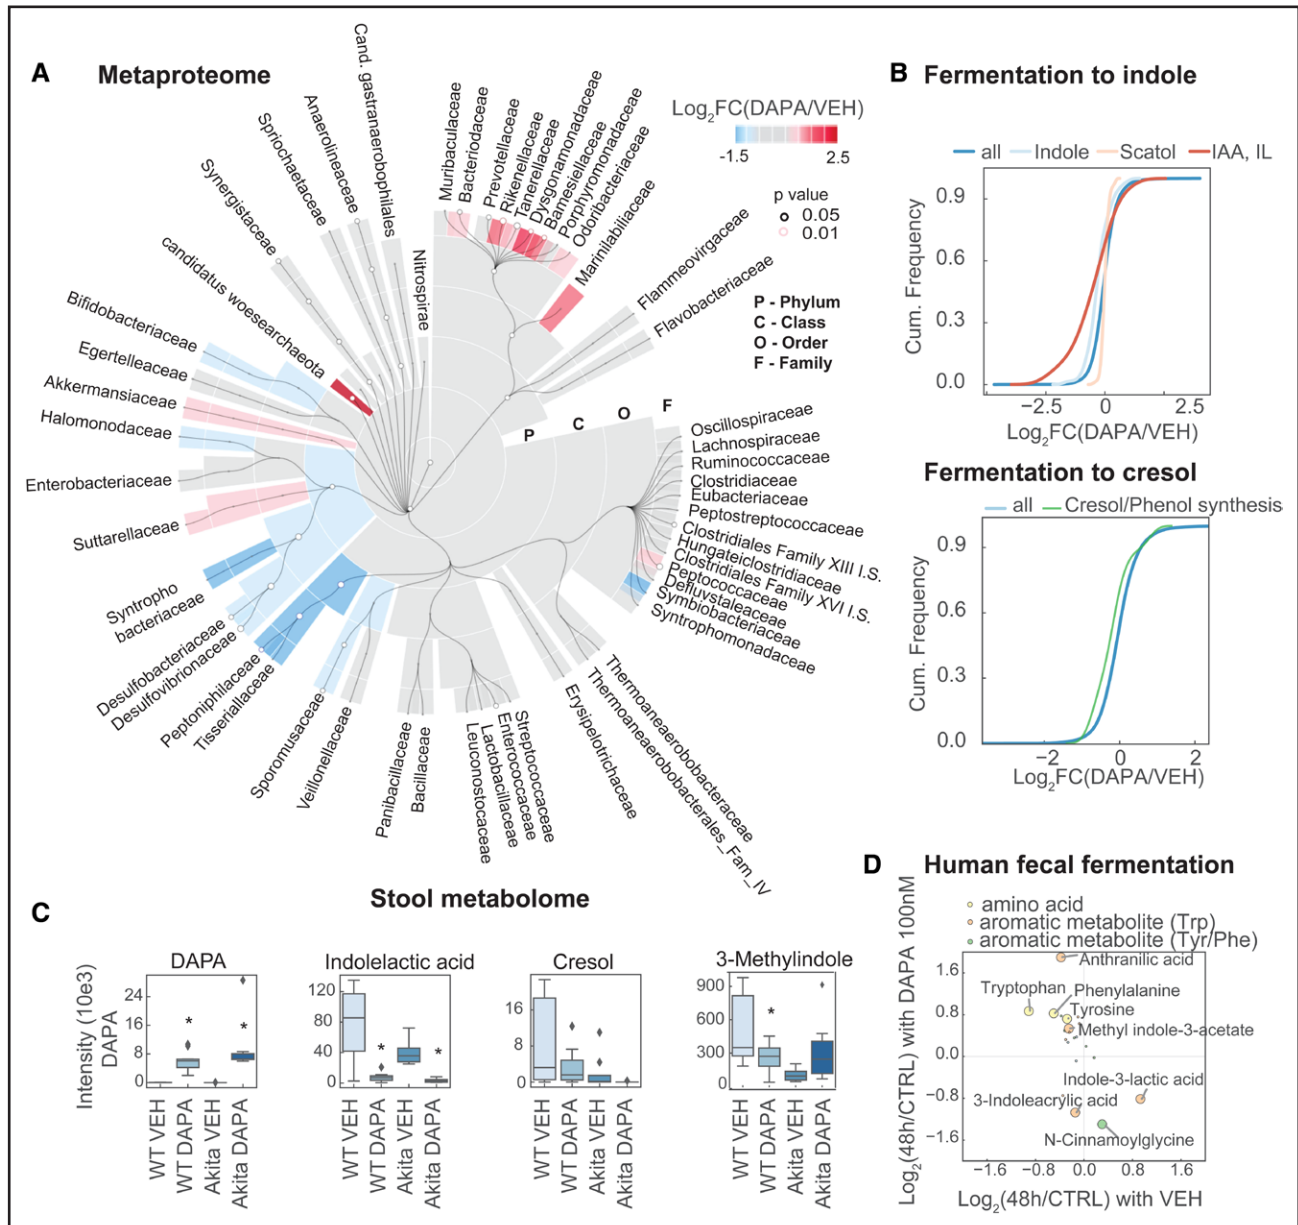 A Metaproteome
Muribaculaceae
Bacteriodaceae
Prevotellaceae
Rikenellaceae
Tanerellaceae
Dysgonamonadaceae
Barnesiellaceae
Porphyromonadaceae
Odoribacteriaceae
Marinilabiliaceae
Flammeovirgaceae
Flavobacteriaceae
Log2FC(DAPA/VEH)
-1.5 2.5
p value
0.05
0.01
P - Phylum
C - Class
O - Order
F - Family
P C O F
Oscillospiraceae
Lachnospiraceae
Ruminococcaceae
Clostridiaceae
Eubacteriaceae
Peptostreptococcaceae
Clostridiales Family XIII I.S.
Hungateiclostridiaceae
Clostridiales Family XVI I.S.
Peptococcaceae
Defluvstaleaceae
Symbiobacteriaceae
Syntrophomonadaceae
Thermoaneaerobobacteraceae
Thermoaneaerobobacterales_Fam_IV
Erysipelotrichaceae
Streptococcaceae
Enterococcaceae
Lactobacillaceae
Leuconostocaceae
Bacillaceae
Panibacillaceae
Veillonellaceae
Sporomusaceae
Tisseriallaceae
Peptoniphilaceae
Desulfovibrionaceae
Desulfobacteriaceae
Syntropho
bacteriaceae
Suttarellaceae
Enterobacteriaceae
Halomonodaceae
Akkermansiaceae
Egertelleaceae
Bifidobacteriaceae
candidatus woesearchaeota
Synergistaceae
Spriochaetaceae
Anaerolineaceae
Cand. gastranaerobophilales
Nitrospirae
B Fermentation to indole
all Indole Scatol IAA, IL
Cum. Frequency
0.9
0.6
0.3
0.0
−2.5 0 2.5
Log2FC(DAPA/VEH)
Fermentation to cresol
all Cresol/Phenol synthesis
Cum. Frequency
0.9
0.6
0.3
0.0
−2 0 2
Log2FC(DAPA/VEH)
C Stool metabolome
Intensity (10e3)
DAPA
DAPA
24
16
8
0
* *
WT VEH
WT DAPA
Akita VEH
Akita DAPA
Indolelactic acid
120
80
40
0
* *
WT VEH
WT DAPA
Akita VEH
Akita DAPA
Cresol
16
8
0
WT VEH
WT DAPA
Akita VEH
Akita DAPA
3-Methylindole
900
600
300
0
*
WT VEH
WT DAPA
Akita VEH
Akita DAPA
D Human fecal fermentation
amino acid
aromatic metabolite (Trp)
aromatic metabolite (Tyr/Phe)
Log2(48h/CTRL) with DAPA 100nM
1.6
0.8
0.0
−0.8
−1.6
Anthranilic acid
Tryptophan
Phenylalanine
Tyrosine
Methyl indole-3-acetate
Indole-3-lactic acid
3-Indoleacrylic acid
N-Cinnamoylglycine
−1.6 −0.8 0.0 0.8 1.6
Log2(48h/CTRL) with VEH